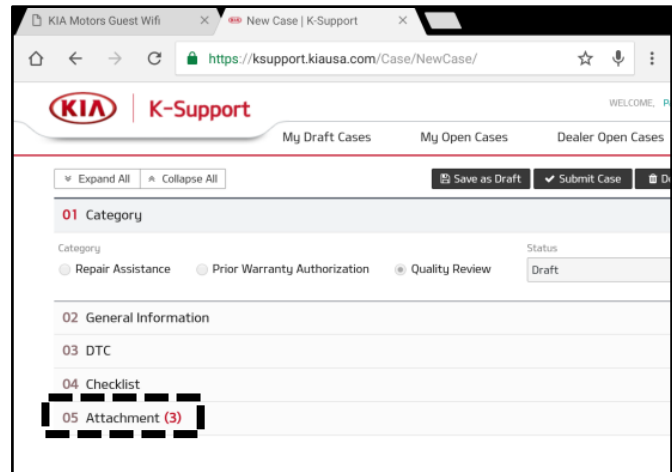 KIA Motors Guest Wifi
New Case | K-Support
https://ksupport.kiausa.com/Case/NewCase/
KIA K-Support
WELCOME,
My Draft Cases My Open Cases Dealer Open Cases
Expand All Collapse All Save as Draft Submit Case
01 Category
Category Status
Repair Assistance Prior Warranty Authorization Quality Review Draft
02 General Information
03 DTC
04 Checklist
05 Attachment (3)